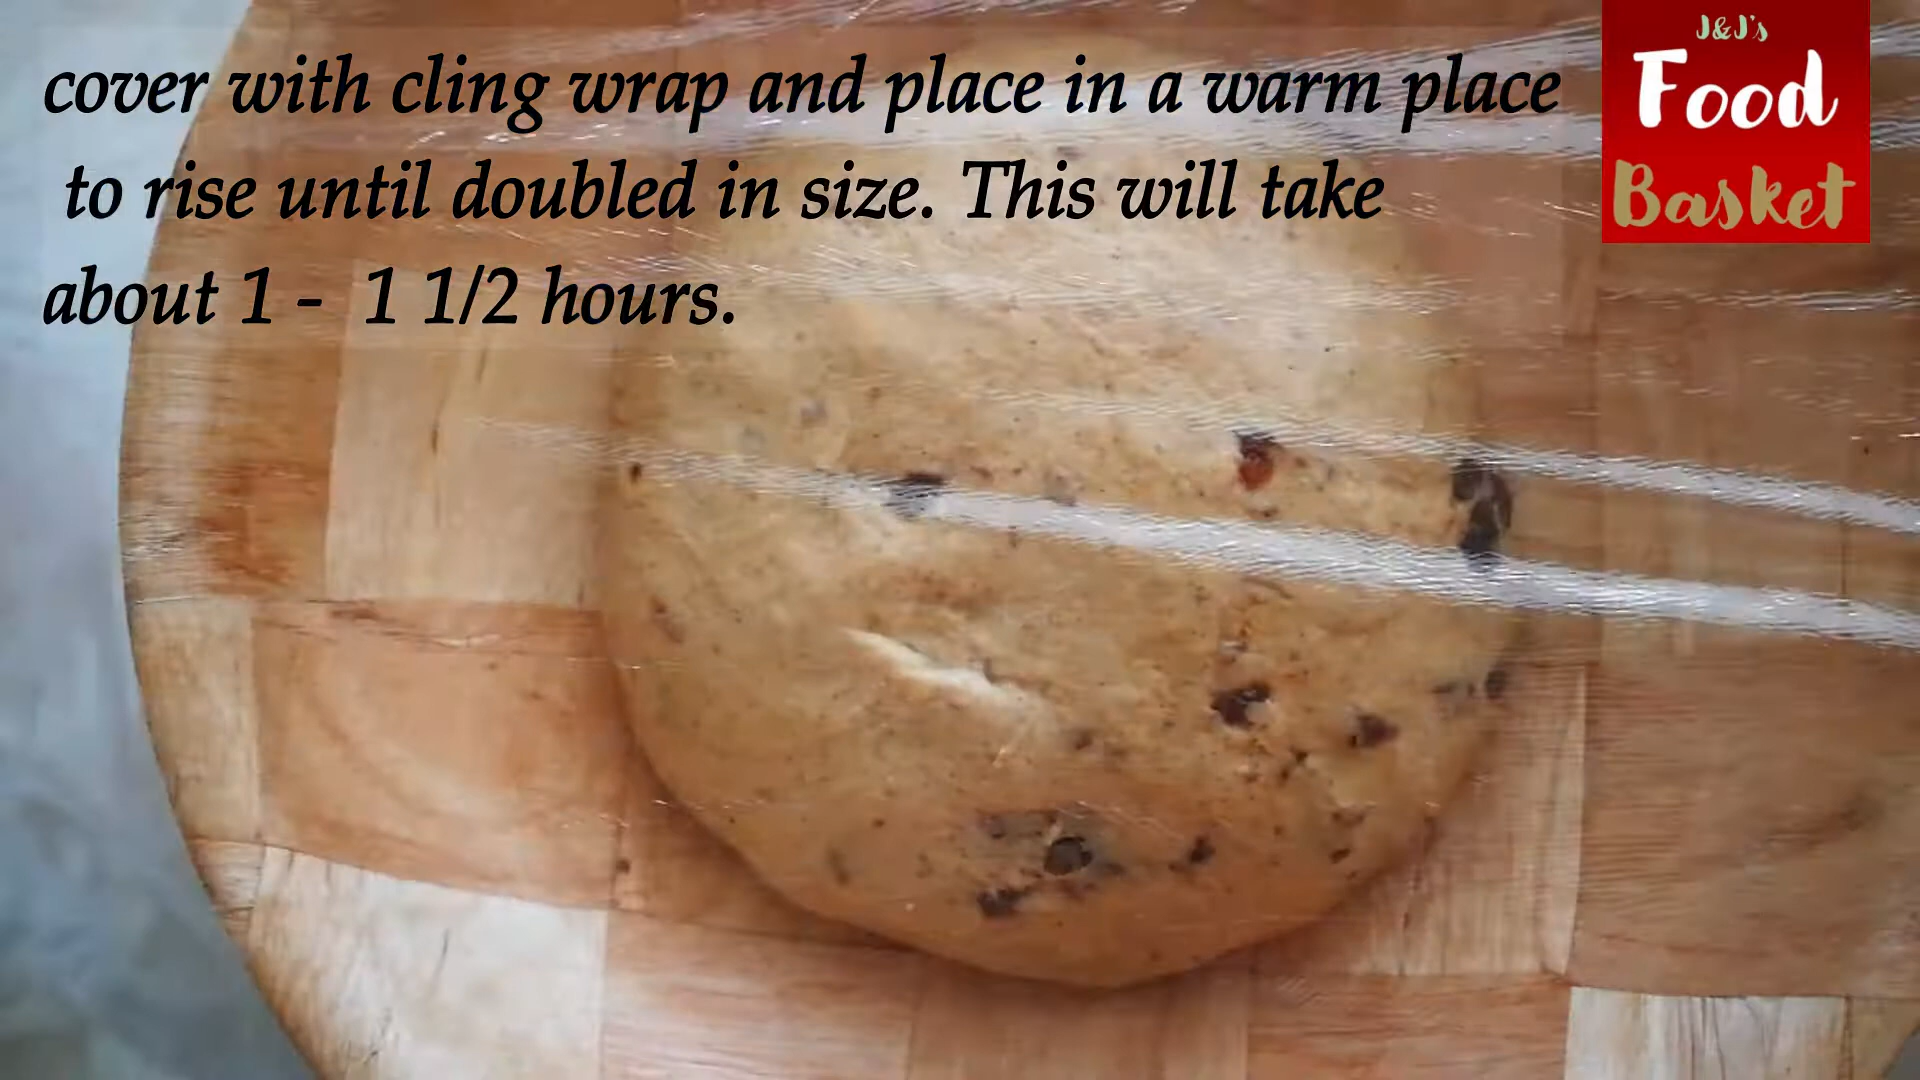 cover with cling wrap and place in a warm place
to rise until doubled in size. This will take
about 1 - 1 1/2 hours.
J&J's
Food
Basket